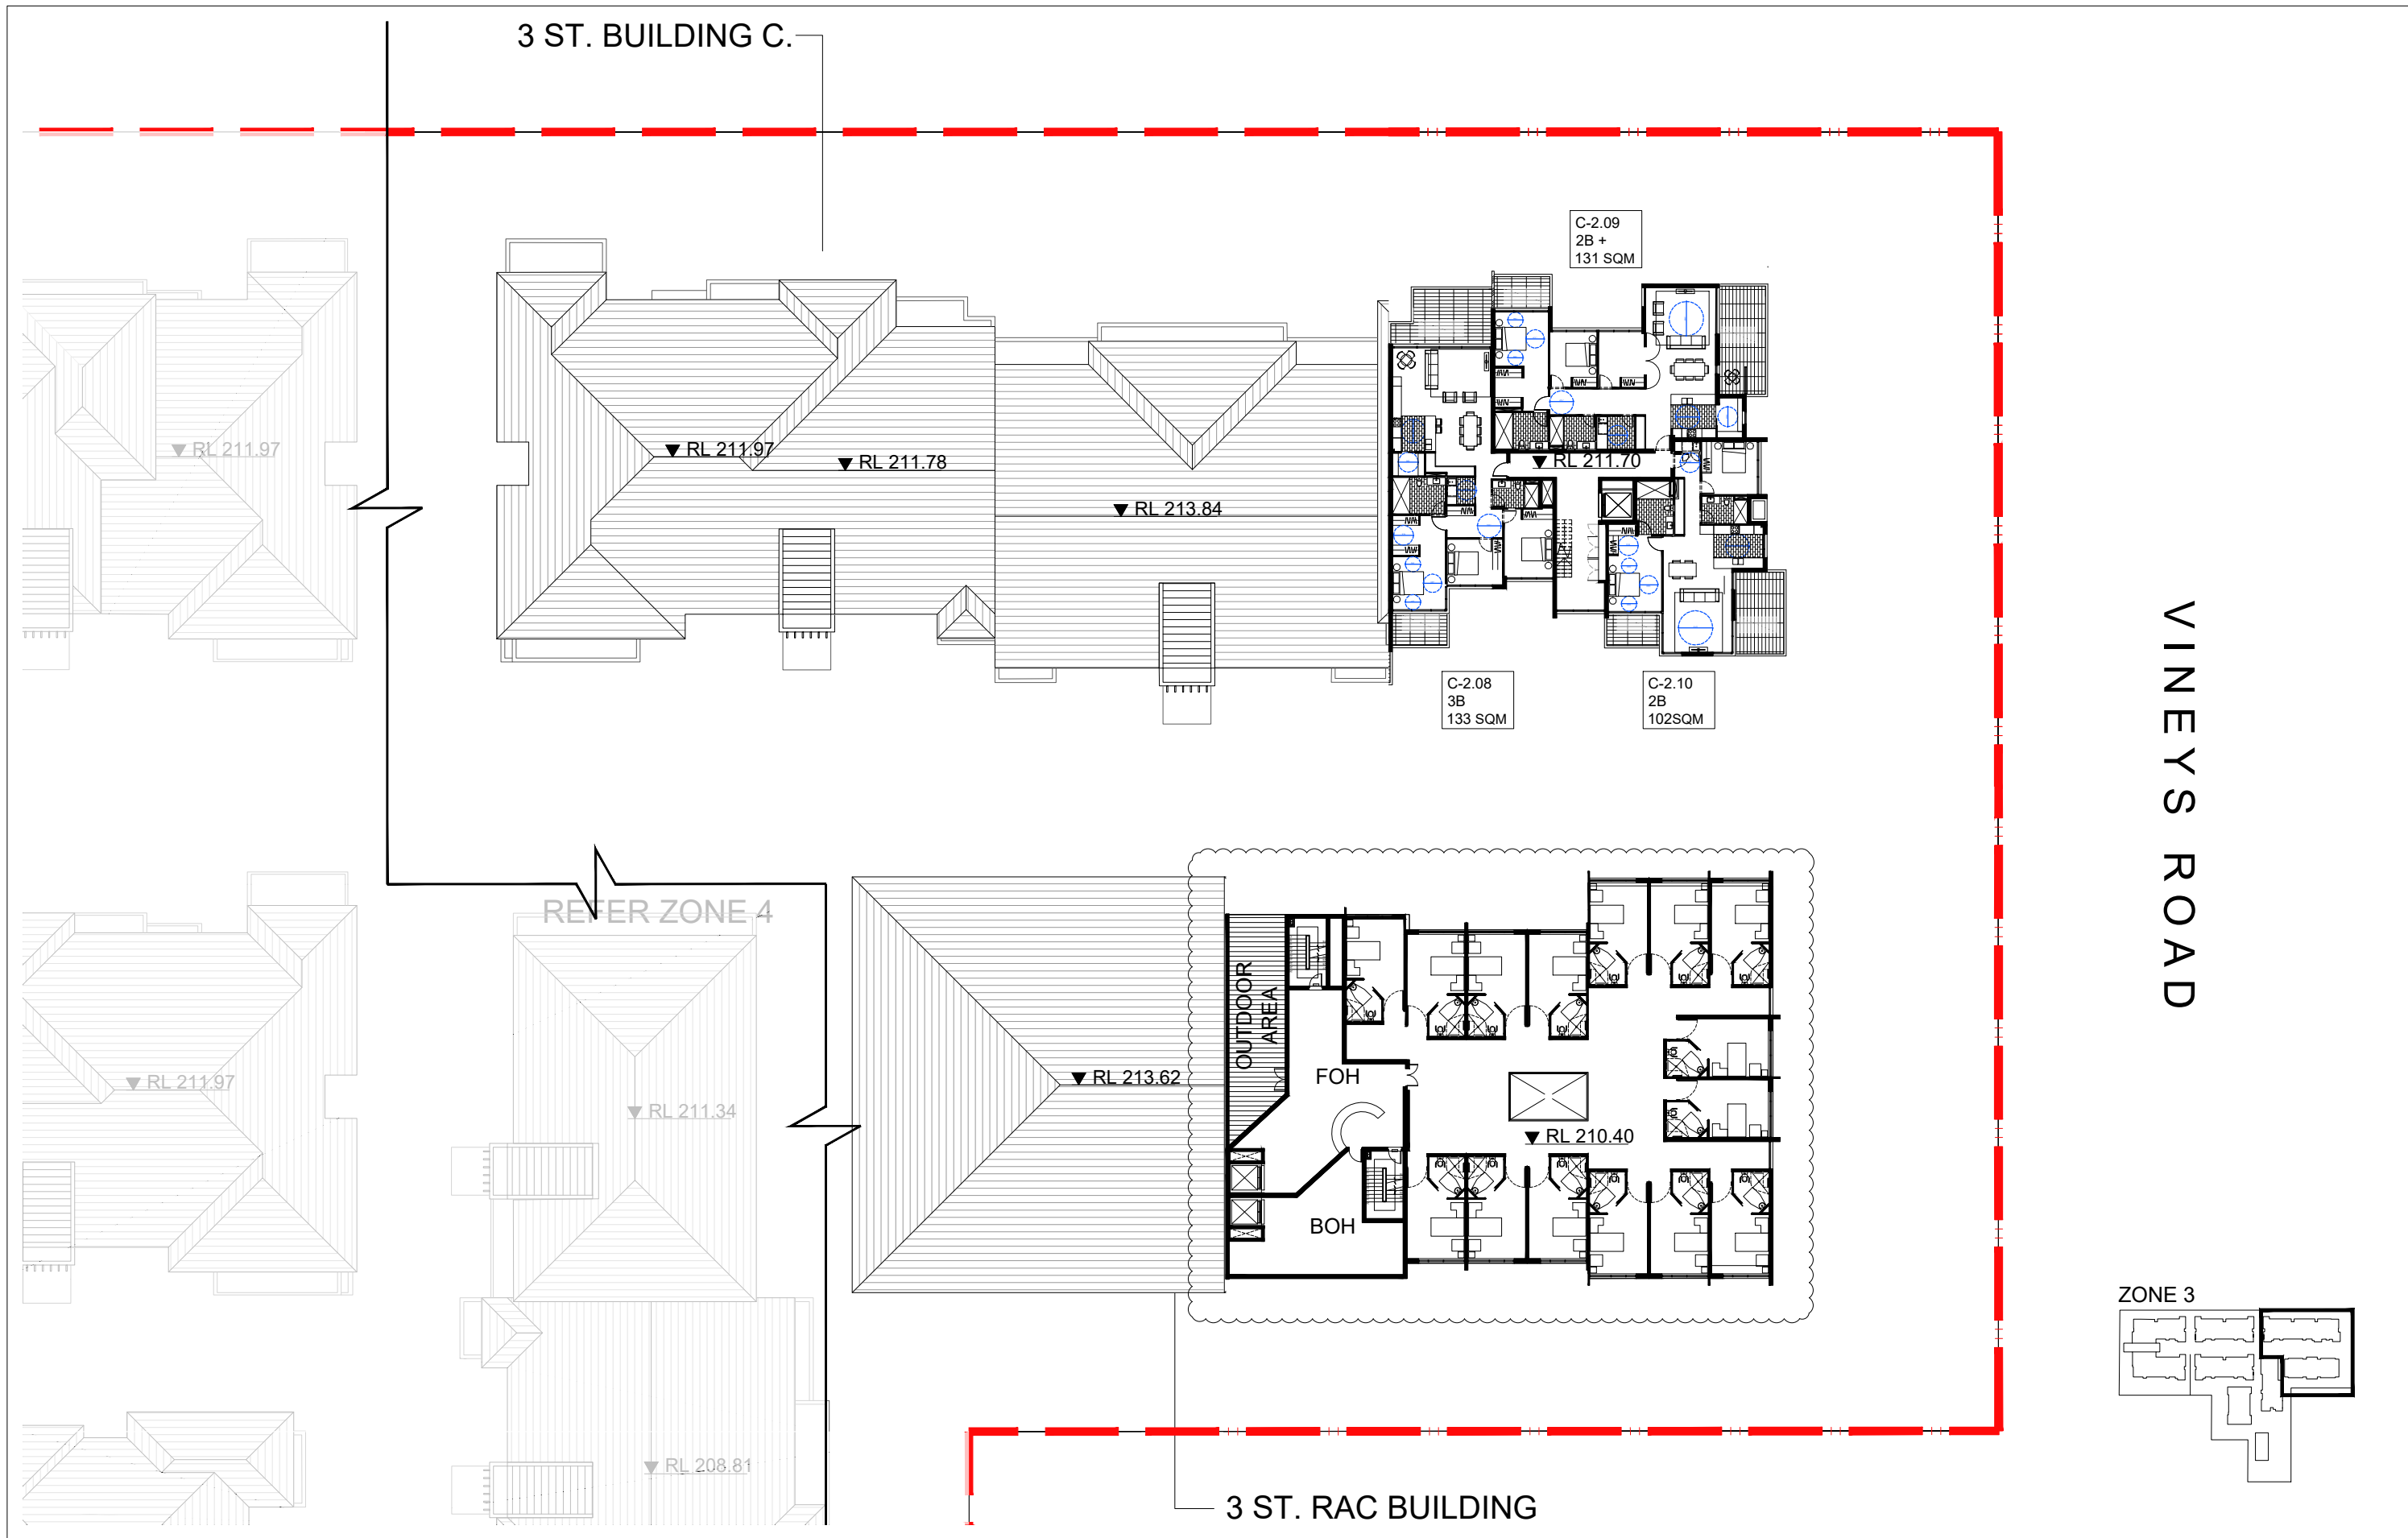 3 ST. BUILDING C.
C-2.09
2B +
131 SQM
RL 211.97
RL 211.97
RL 211.78
RL 211.70
RL 213.84
C-2.08
3B
133 SQM
C-2.10
2B
102SQM
VINEYS ROAD
REFER ZONE 4
OUTDOOR
AREA
RL 211.97
RL 211.34
RL 213.62
FOH
RL 210.40
BOH
ZONE 3
RL 208.81
3 ST. RAC BUILDING